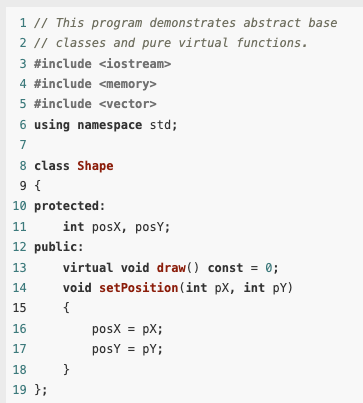 1 // This program demonstrates abstract base
2 // classes and pure virtual functions.
3 #include <iostream>
4 #include <memory>
5 #include <vector>
6 using namespace std;
7
8 class Shape
9 {
10 protected:
11     int posX, posY;
12 public:
13     virtual void draw() const = 0;
14     void setPosition(int pX, int pY)
15     {
16         posX = pX;
17         posY = pY;
18     }
19 };